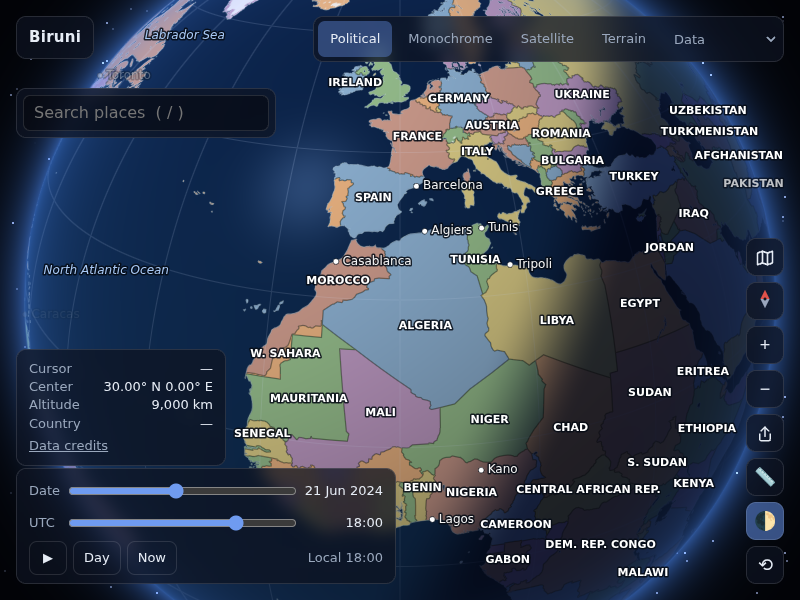 Biruni
Political
Monochrome
Satellite
Terrain
Data
Search places ( / )
Labrador Sea
Toronto
IRELAND
GERMANY
UKRAINE
UZBEKISTAN
FRANCE
AUSTRIA
ROMANIA
TURKMENISTAN
ITALY
BULGARIA
AFGHANISTAN
SPAIN
Barcelona
GREECE
TURKEY
PAKISTAN
IRAQ
Algiers
Tunis
JORDAN
North Atlantic Ocean
Casablanca
TUNISIA
Tripoli
MOROCCO
Caracas
ALGERIA
LIBYA
EGYPT
W. SAHARA
ERITREA
MAURITANIA
MALI
NIGER
CHAD
SUDAN
ETHIOPIA
SENEGAL
S. SUDAN
Kano
KENYA
BENIN
NIGERIA
CENTRAL AFRICAN REP.
Lagos
CAMEROON
DEM. REP. CONGO
GABON
MALAWI
Cursor —
Center 30.00° N 0.00° E
Altitude 9,000 km
Country —
Data credits
Date 21 Jun 2024
UTC 18:00
▶ Day Now Local 18:00
+
−